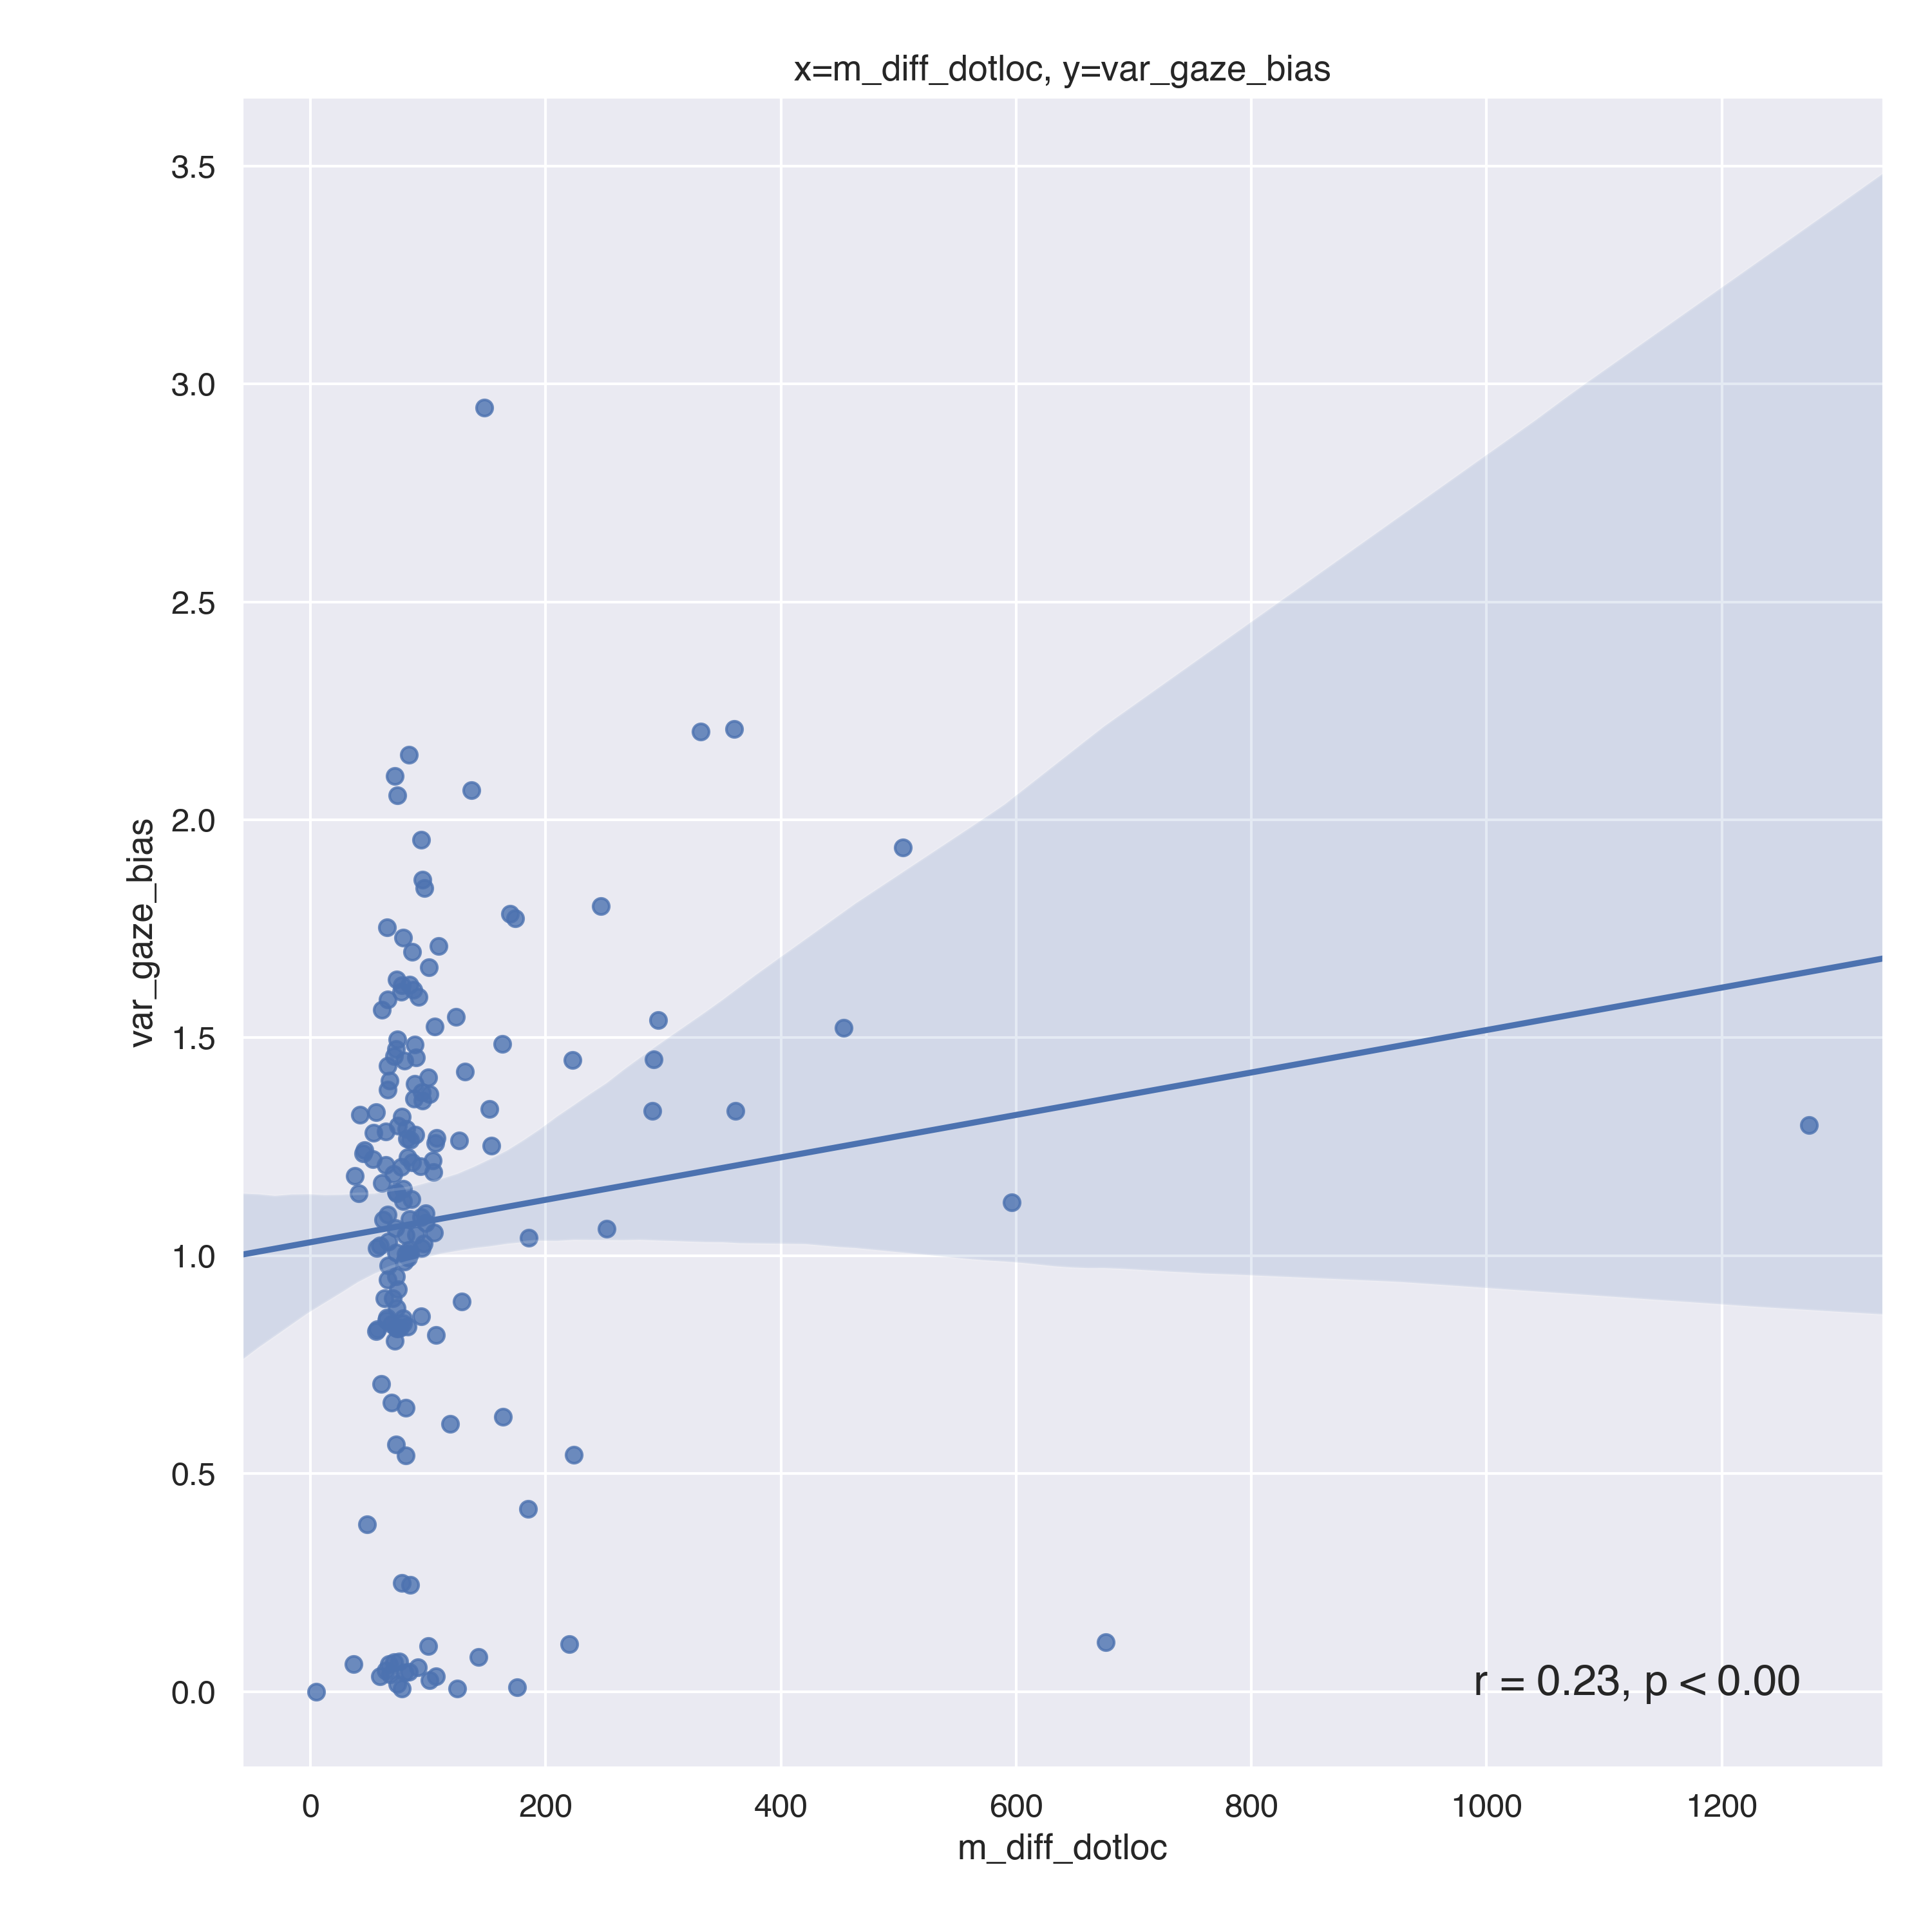 x=m_diff_dotloc, y=var_gaze_bias
3.5
3.0
2.5
2.0
1.5
1.0
0.5
0.0
var_gaze_bias
r = 0.23, p < 0.00
0 200 400 600 800 1000 1200
m_diff_dotloc